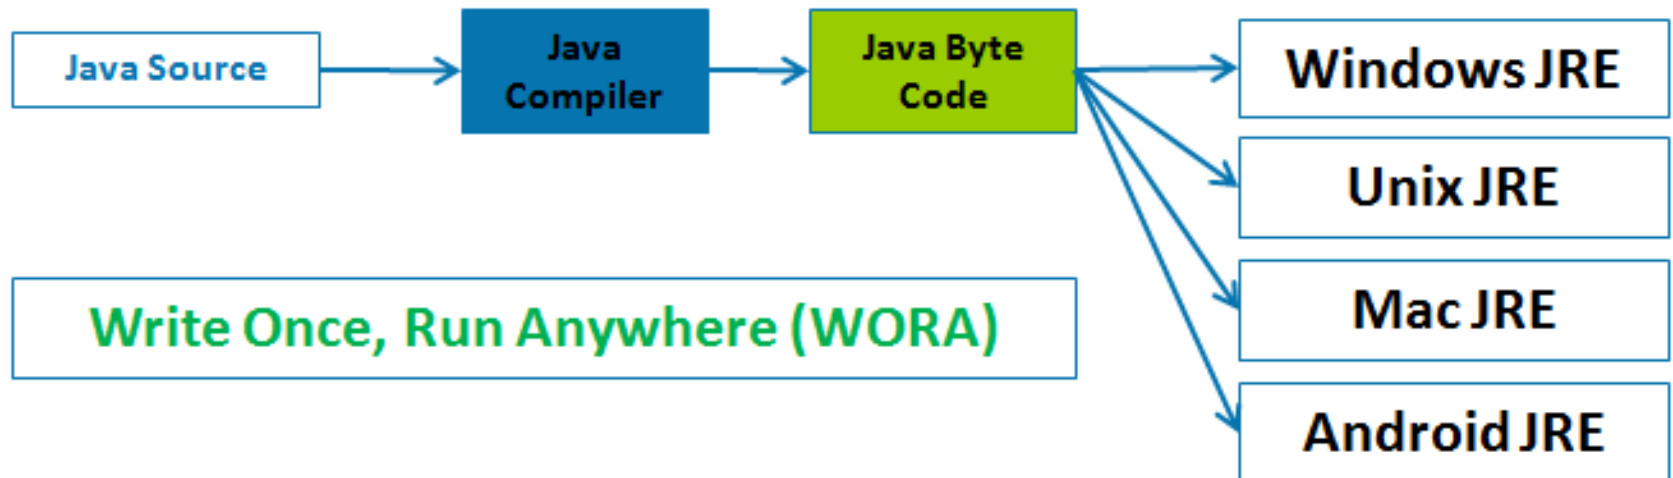 Java Source
Java
Compiler
Java Byte
Code
Windows JRE
Unix JRE
Mac JRE
Android JRE
Write Once, Run Anywhere (WORA)